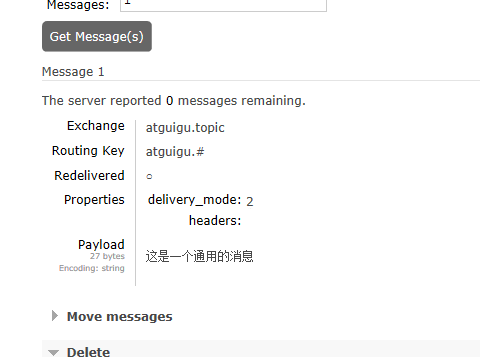 Messages: 1
Get Message(s)
Message 1
The server reported 0 messages remaining.
Exchange atguigu.topic
Routing Key atguigu.#
Redelivered ○
Properties delivery_mode: 2
headers:
Payload
27 bytes
Encoding: string
这是一个通用的消息
Move messages
Delete